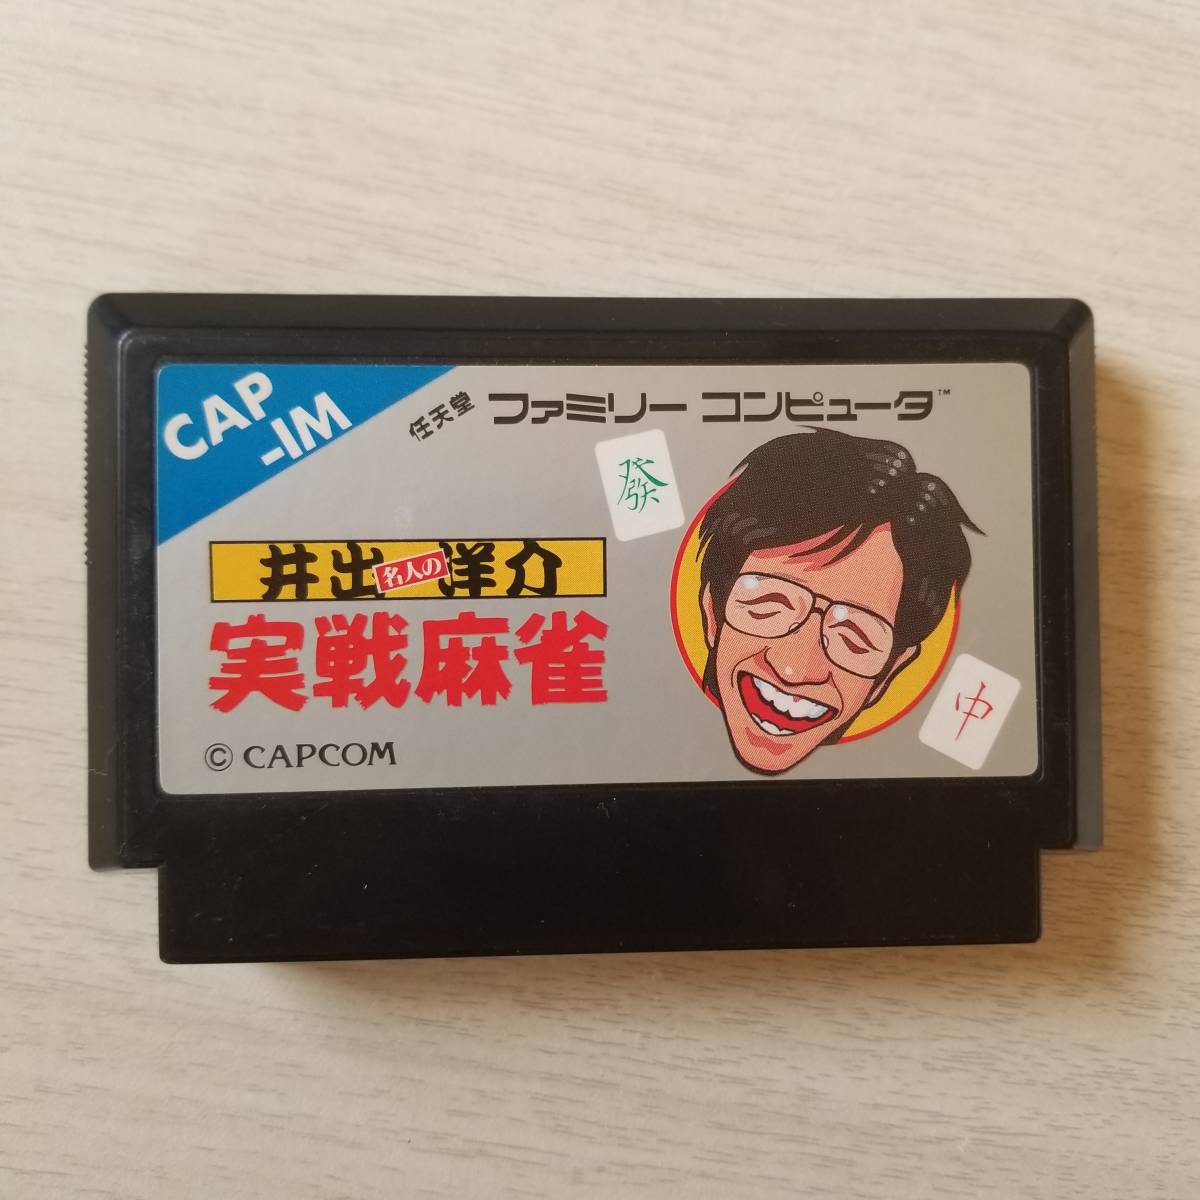 CAP
-IM
任天堂 ファミリー コンピュータ™
發
井出名人の洋介
実戦麻雀
中
© CAPCOM